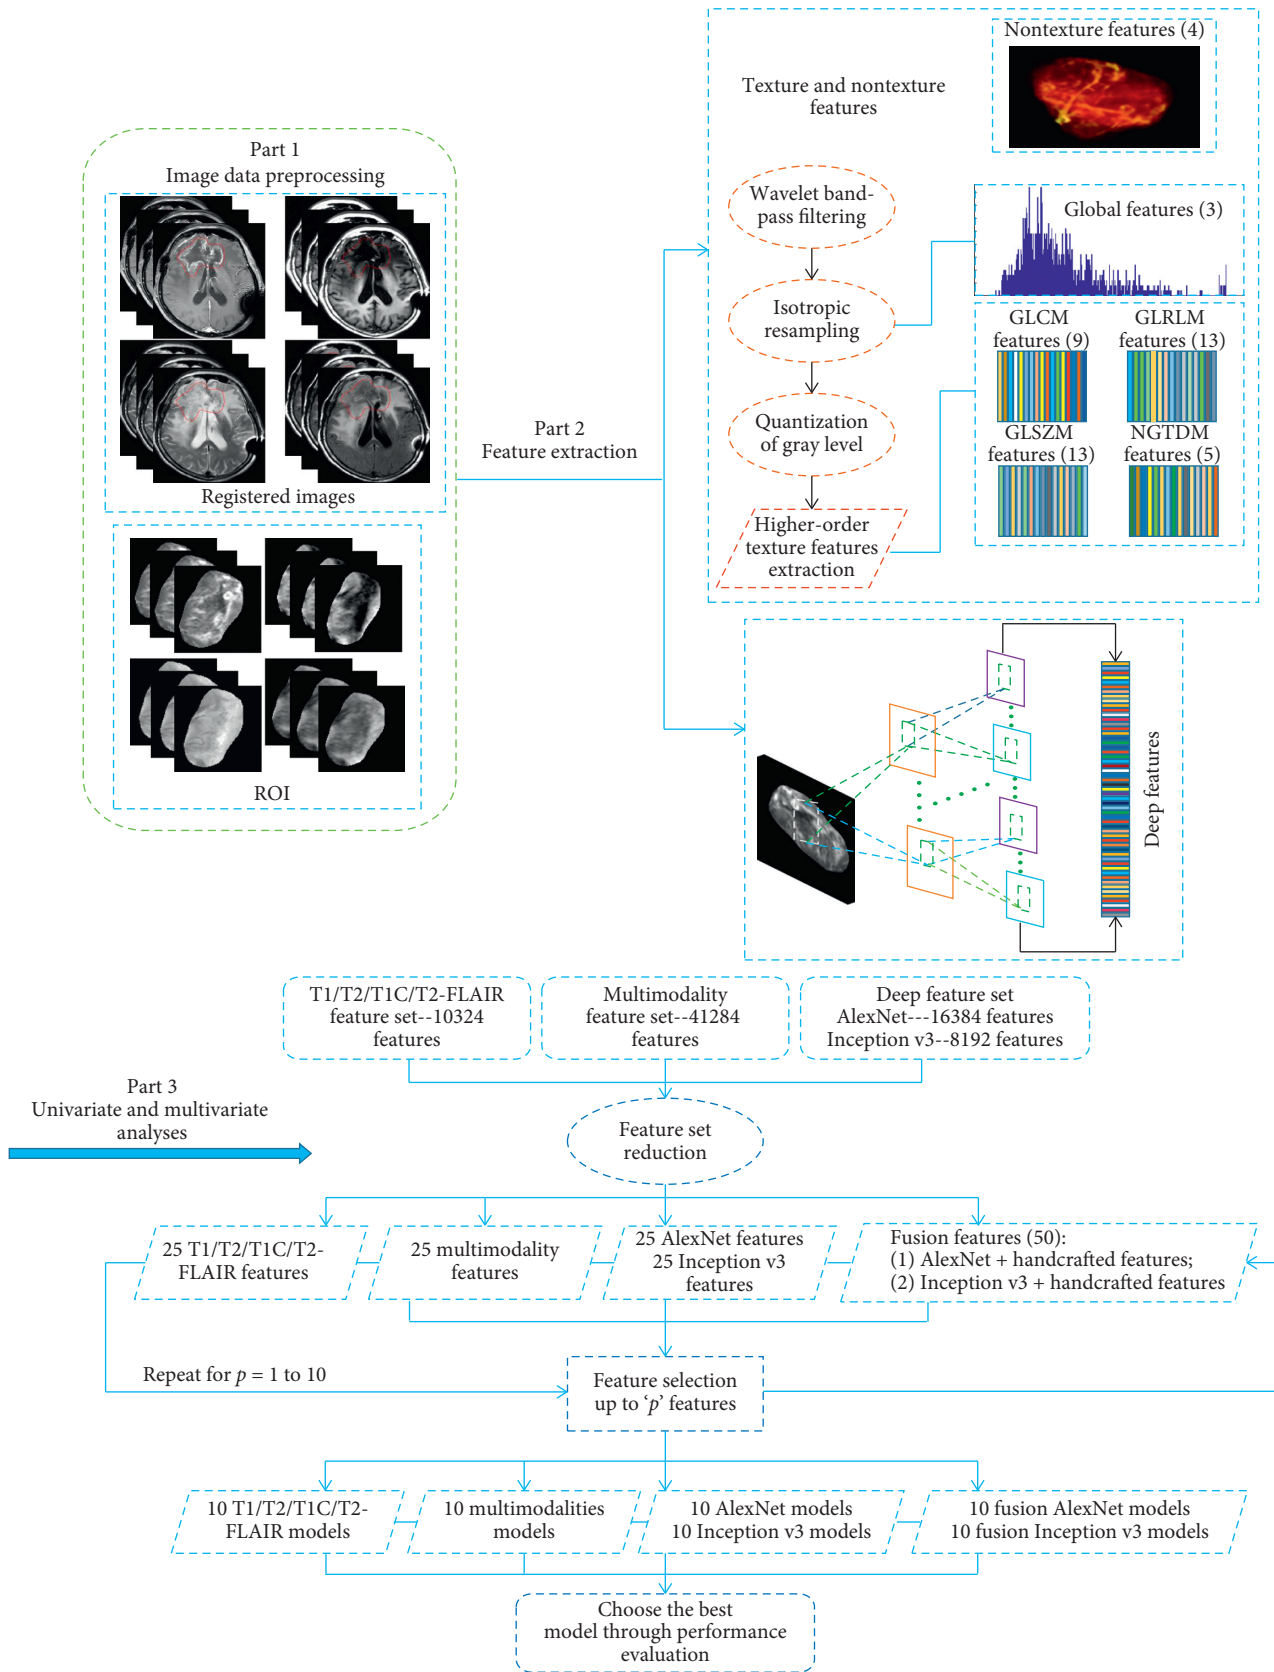 Part 1
Image data preprocessing
Registered images
ROI
Part 2
Feature extraction
Texture and nontexture
features
Nontexture features (4)
Wavelet band-
pass filtering
Global features (3)
Isotropic
resampling
GLCM
features (9)
GLRLM
features (13)
Quantization
of gray level
GLSZM
features (13)
NGTDM
features (5)
Higher-order
texture features
extraction
Deep features
T1/T2/T1C/T2-FLAIR
feature set--10324
features
Multimodality
feature set--41284
features
Deep feature set
AlexNet---16384 features
Inception v3--8192 features
Part 3
Univariate and multivariate
analyses
Feature set
reduction
25 T1/T2/T1C/T2-
FLAIR features
25 multimodality
features
25 AlexNet features
25 Inception v3
features
Fusion features (50):
(1) AlexNet + handcrafted features;
(2) Inception v3 + handcrafted features
Repeat for p = 1 to 10
Feature selection
up to ‘p’ features
10 T1/T2/T1C/T2-
FLAIR models
10 multimodalities
models
10 AlexNet models
10 Inception v3 models
10 fusion AlexNet models
10 fusion Inception v3 models
Choose the best
model through performance
evaluation